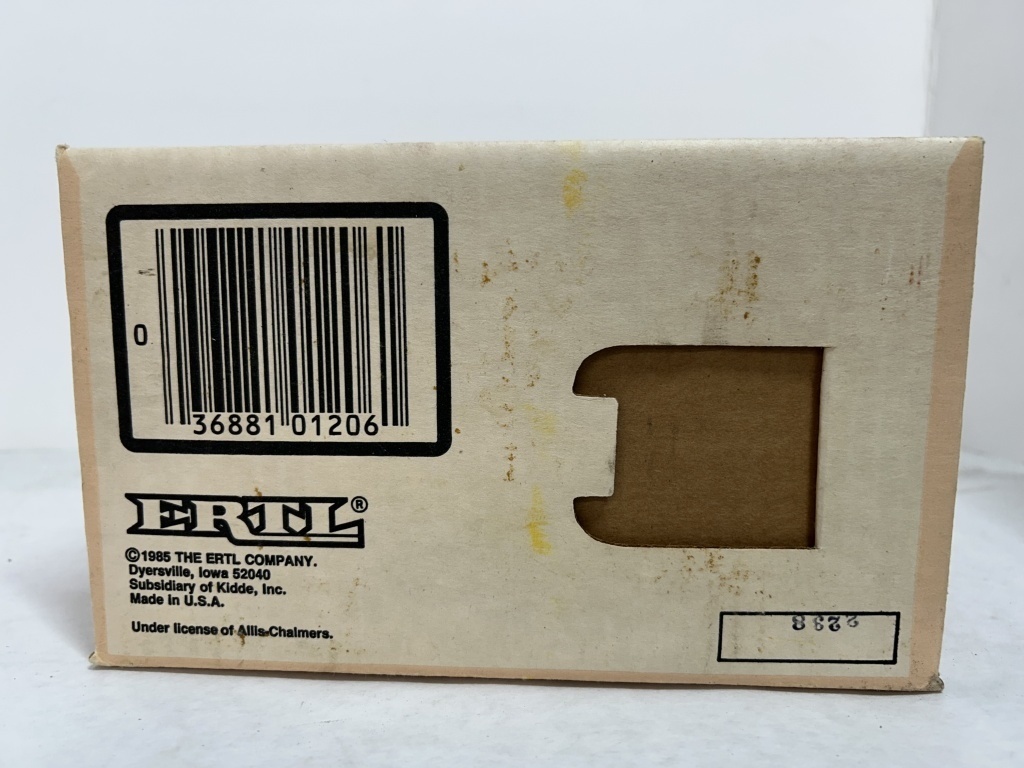 0
36881 01206
ERTL®
©1985 THE ERTL COMPANY.
Dyersville, Iowa 52040
Subsidiary of Kidde, Inc.
Made in U.S.A.
Under license of Allis-Chalmers.